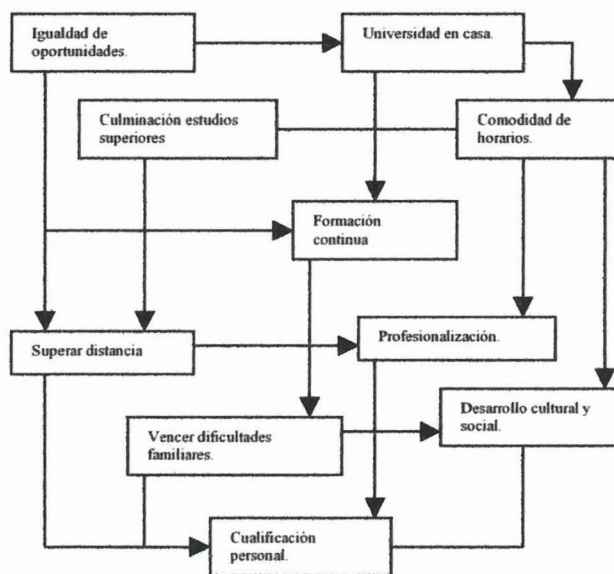 Igualdad de
oportunidades.
Universidad en casa.
Culminación estudios
superiores
Comodidad de
horarios.
Formación
continua
Superar distancia
Profesionalización.
Vencer dificultades
familiares.
Desarrollo cultural y
social.
Cualificación
personal.